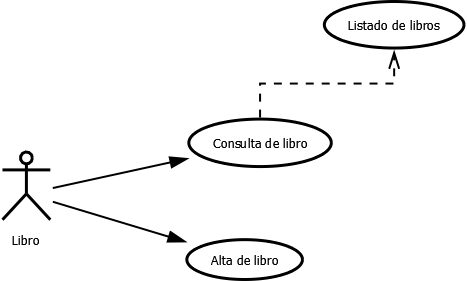 Listado de libros
Consulta de libro
Libro
Alta de libro